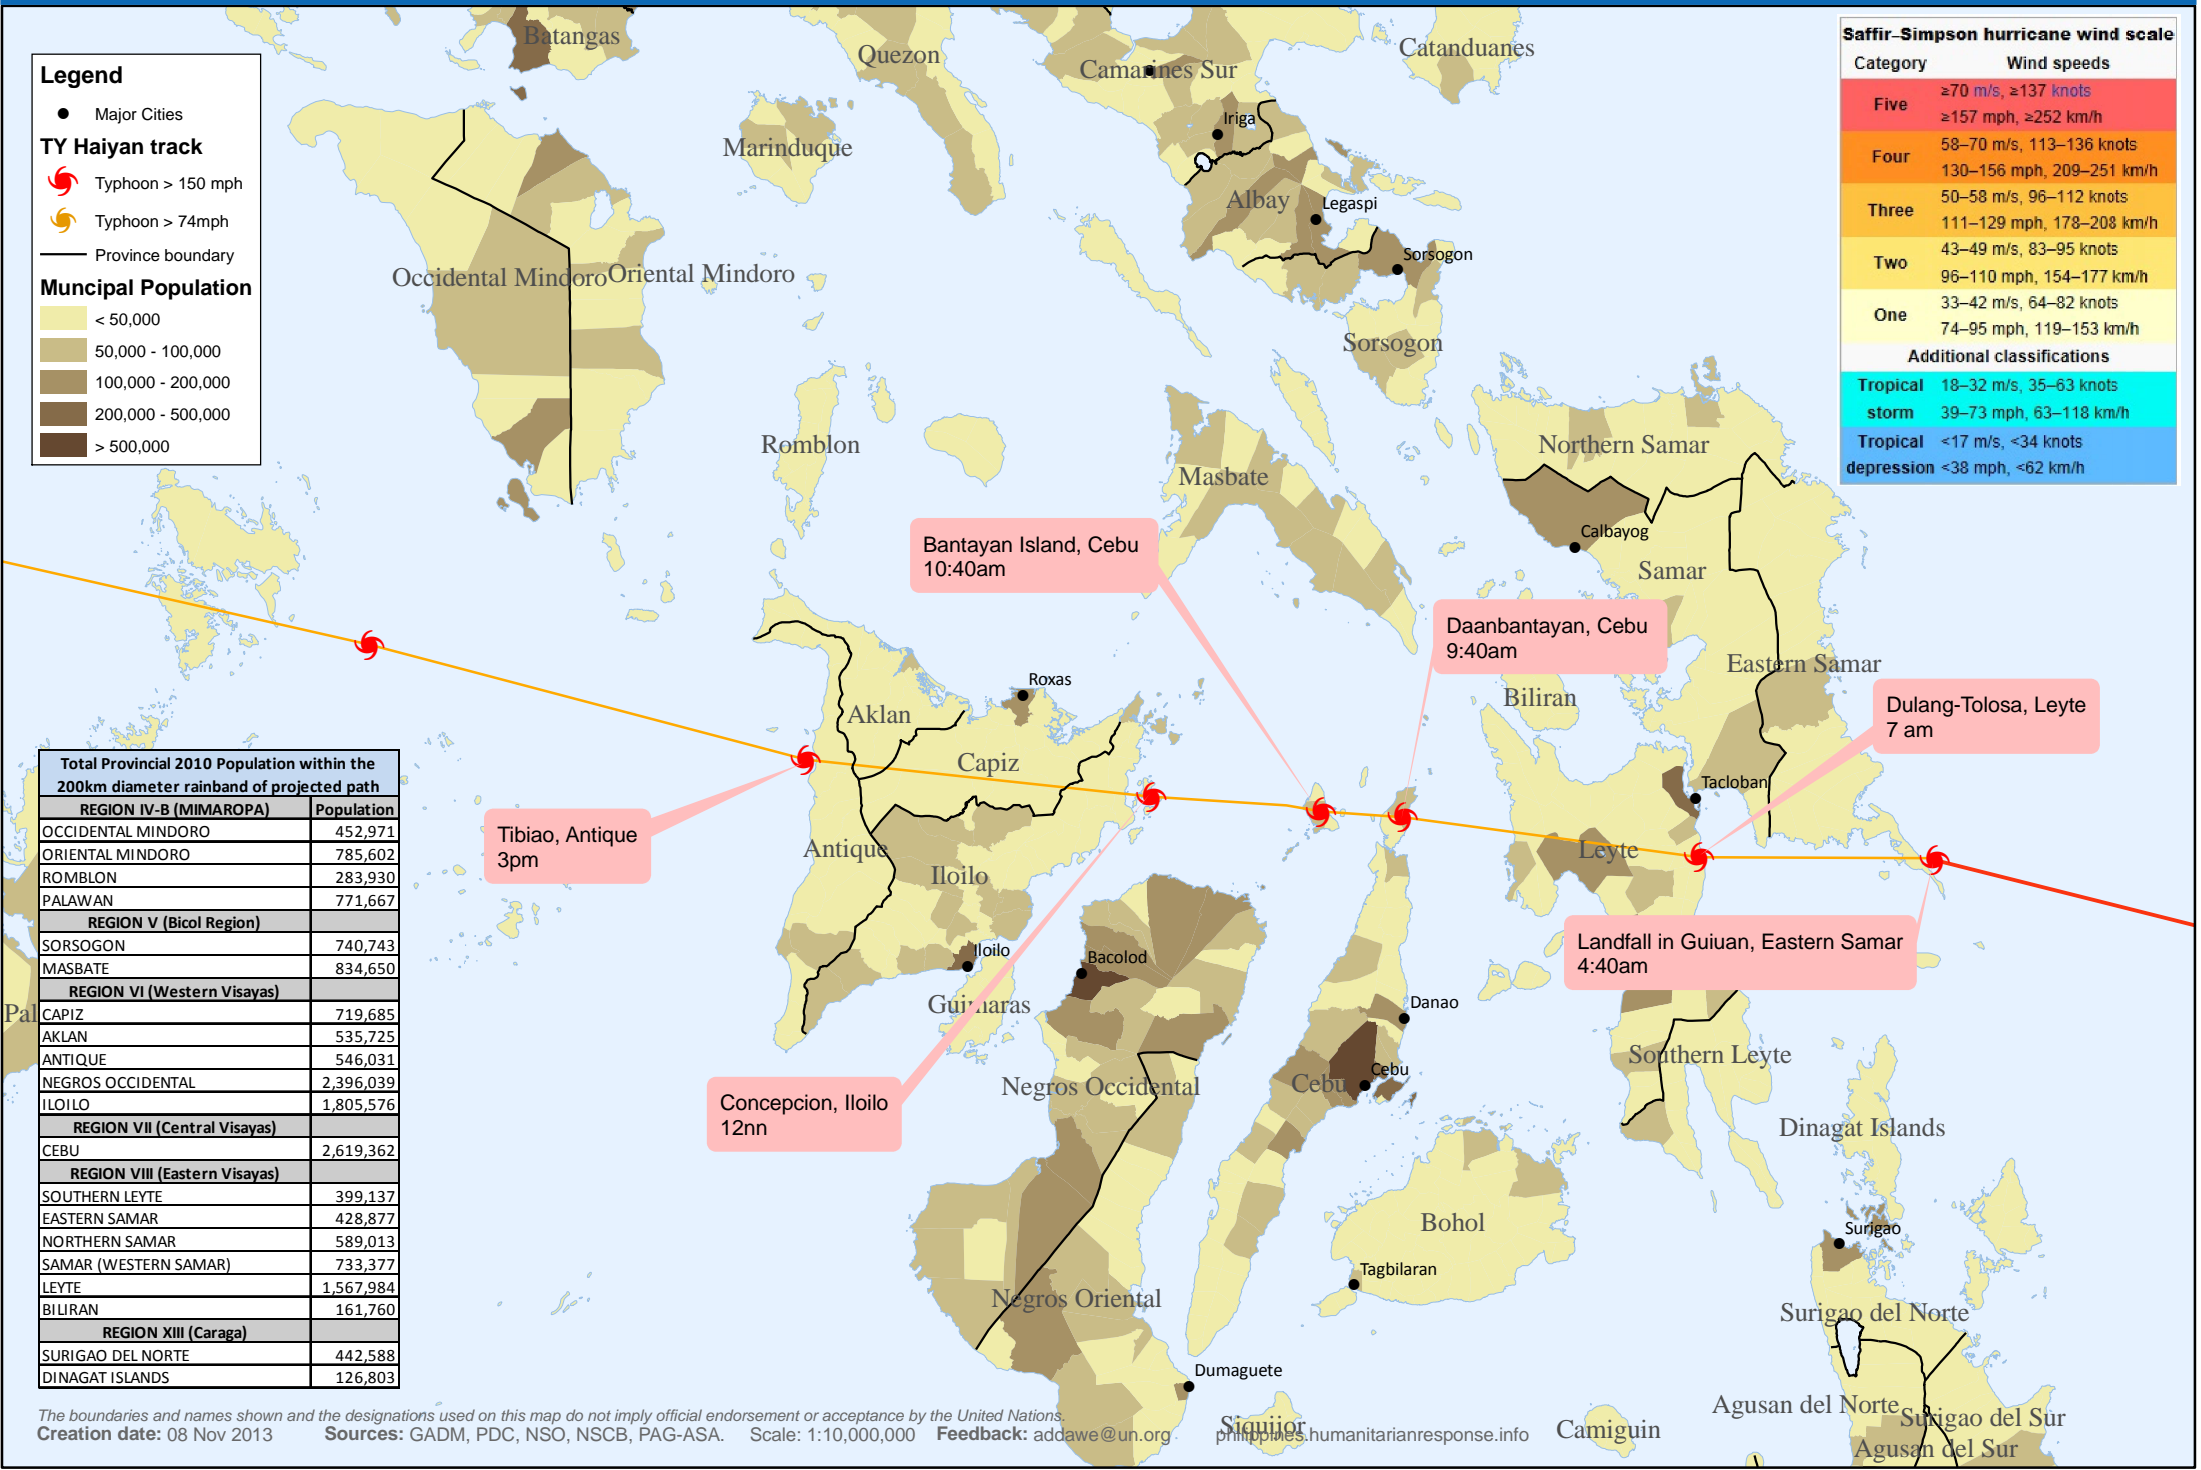 Legend
Major Cities
TY Haiyan track
Typhoon > 150 mph
Typhoon > 74mph
Province boundary
Muncipal Population
< 50,000
50,000 - 100,000
100,000 - 200,000
200,000 - 500,000
> 500,000
Saffir–Simpson hurricane wind scale
Category Wind speeds
Five ≥70 m/s, ≥137 knots
≥157 mph, ≥252 km/h
Four 58–70 m/s, 113–136 knots
130–156 mph, 209–251 km/h
Three 50–58 m/s, 96–112 knots
111–129 mph, 178–208 km/h
Two 43–49 m/s, 83–95 knots
96–110 mph, 154–177 km/h
One 33–42 m/s, 64–82 knots
74–95 mph, 119–153 km/h
Additional classifications
Tropical 18–32 m/s, 35–63 knots
storm 39–73 mph, 63–118 km/h
Tropical <17 m/s, <34 knots
depression <38 mph, <62 km/h
Batangas
Quezon
Camarines Sur
Catanduanes
Marinduque
Iriga
Albay
Legaspi
Sorsogon
Occidental Mindoro
Oriental Mindoro
Sorsogon
Romblon
Masbate
Northern Samar
Calbayog
Samar
Bantayan Island, Cebu
10:40am
Daanbantayan, Cebu
9:40am
Eastern Samar
Biliran
Dulang-Tolosa, Leyte
7 am
Roxas
Aklan
Capiz
Tacloban
Tibiao, Antique
3pm
Antique
Iloilo
Leyte
Landfall in Guiuan, Eastern Samar
4:40am
Iloilo
Bacolod
Guimaras
Danao
Pal
Southern Leyte
Negros Occidental
Cebu
Cebu
Concepcion, Iloilo
12nn
Dinagat Islands
Bohol
Surigao
Tagbilaran
Negros Oriental
Surigao del Norte
Dumaguete
Agusan del Norte
Surigao del Sur
Siquijor
Camiguin
Agusan del Sur
Total Provincial 2010 Population within the
200km diameter rainband of projected path
REGION IV-B (MIMAROPA) Population
OCCIDENTAL MINDORO 452,971
ORIENTAL MINDORO 785,602
ROMBLON 283,930
PALAWAN 771,667
REGION V (Bicol Region)
SORSOGON 740,743
MASBATE 834,650
REGION VI (Western Visayas)
CAPIZ 719,685
AKLAN 535,725
ANTIQUE 546,031
NEGROS OCCIDENTAL 2,396,039
ILOILO 1,805,576
REGION VII (Central Visayas)
CEBU 2,619,362
REGION VIII (Eastern Visayas)
SOUTHERN LEYTE 399,137
EASTERN SAMAR 428,877
NORTHERN SAMAR 589,013
SAMAR (WESTERN SAMAR) 733,377
LEYTE 1,567,984
BILIRAN 161,760
REGION XIII (Caraga)
SURIGAO DEL NORTE 442,588
DINAGAT ISLANDS 126,803
The boundaries and names shown and the designations used on this map do not imply official endorsement or acceptance by the United Nations.
Creation date: 08 Nov 2013 Sources: GADM, PDC, NSO, NSCB, PAG-ASA. Scale: 1:10,000,000 Feedback: addawe@un.org philippines.humanitarianresponse.info